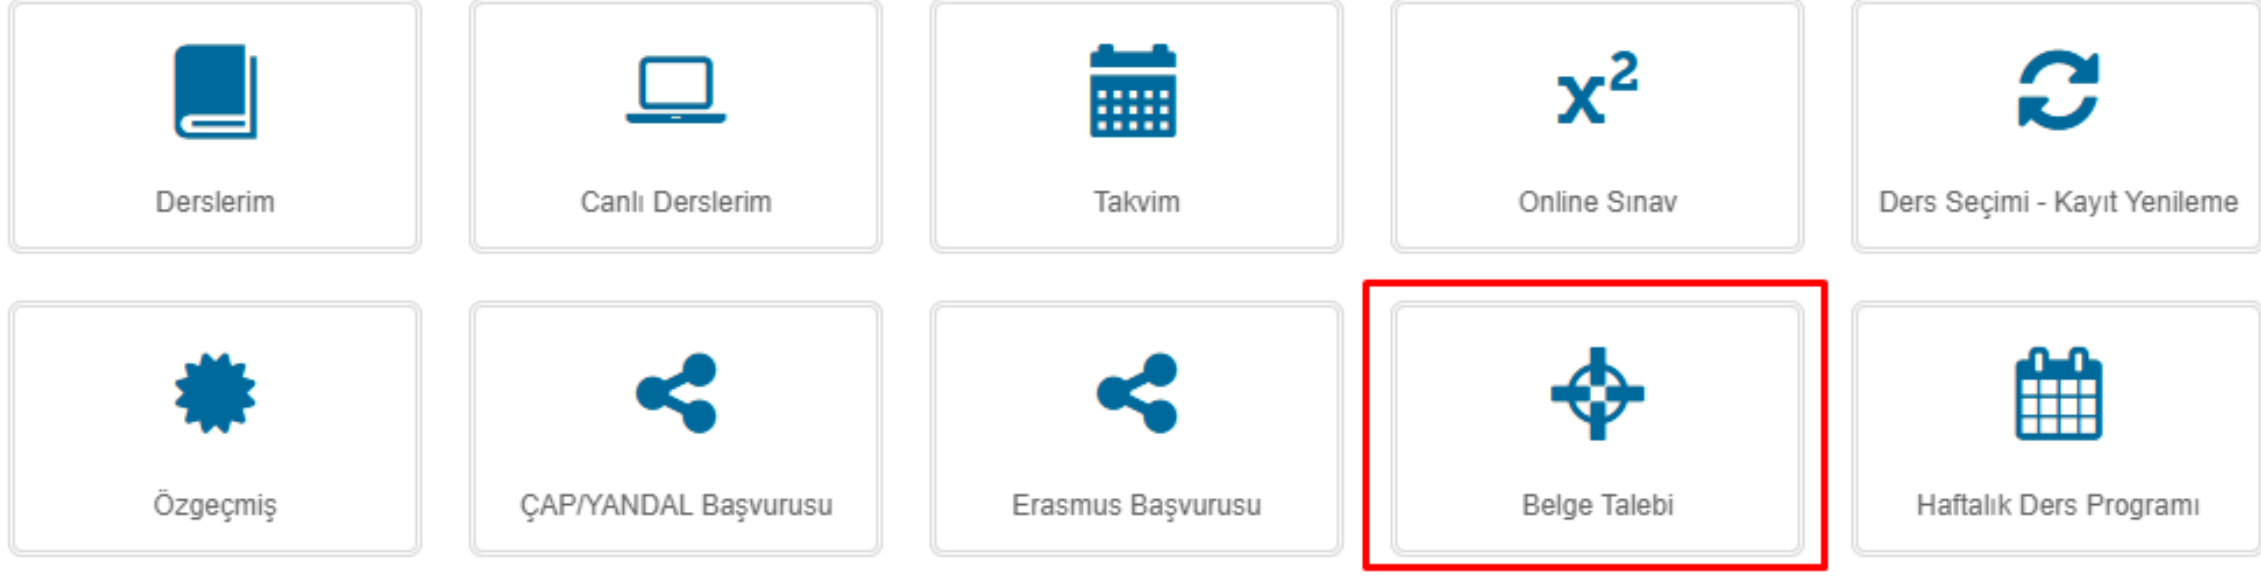 Derslerim
Canlı Derslerim
Takvim
x²
Online Sınav
Ders Seçimi - Kayıt Yenileme
Özgeçmiş
ÇAP/YANDAL Başvurusu
Erasmus Başvurusu
Belge Talebi
Haftalık Ders Programı